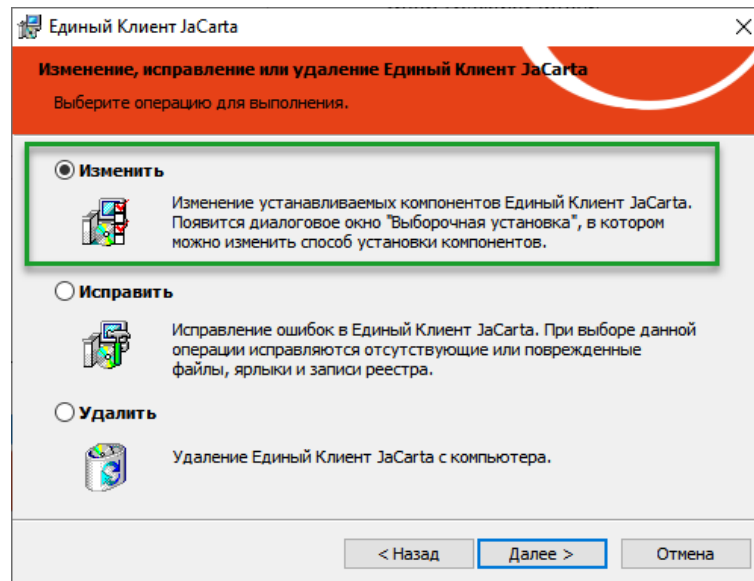 Единый Клиент JaCarta
Изменение, исправление или удаление Единый Клиент JaCarta
Выберите операцию для выполнения.
Изменить
Изменение устанавливаемых компонентов Единый Клиент JaCarta.
Появится диалоговое окно "Выборочная установка", в котором
можно изменить способ установки компонентов.
Исправить
Исправление ошибок в Единый Клиент JaCarta. При выборе данной
операции исправляются отсутствующие или поврежденные
файлы, ярлыки и записи реестра.
Удалить
Удаление Единый Клиент JaCarta с компьютера.
< Назад Далее > Отмена